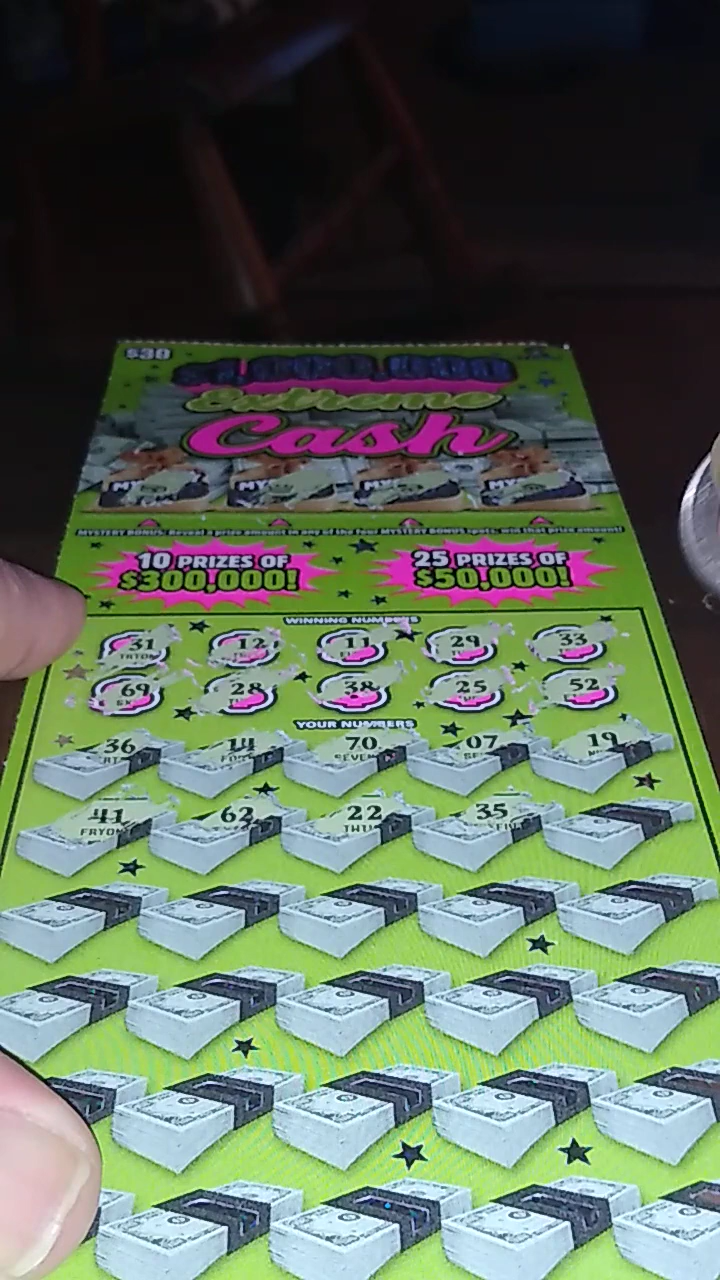 $30
$4,000,000
Extreme
Cash
MYSTERY BONUS: Reveal a prize amount in any of the four MYSTERY BONUS spots, win that prize amount!
10 PRIZES OF 25 PRIZES OF
$300,000! $50,000!
WINNING NUMBERS
31 12 11 29 33
69 28 38 25 52
YOUR NUMBERS
36 14 70 07 19
41 62 22 35